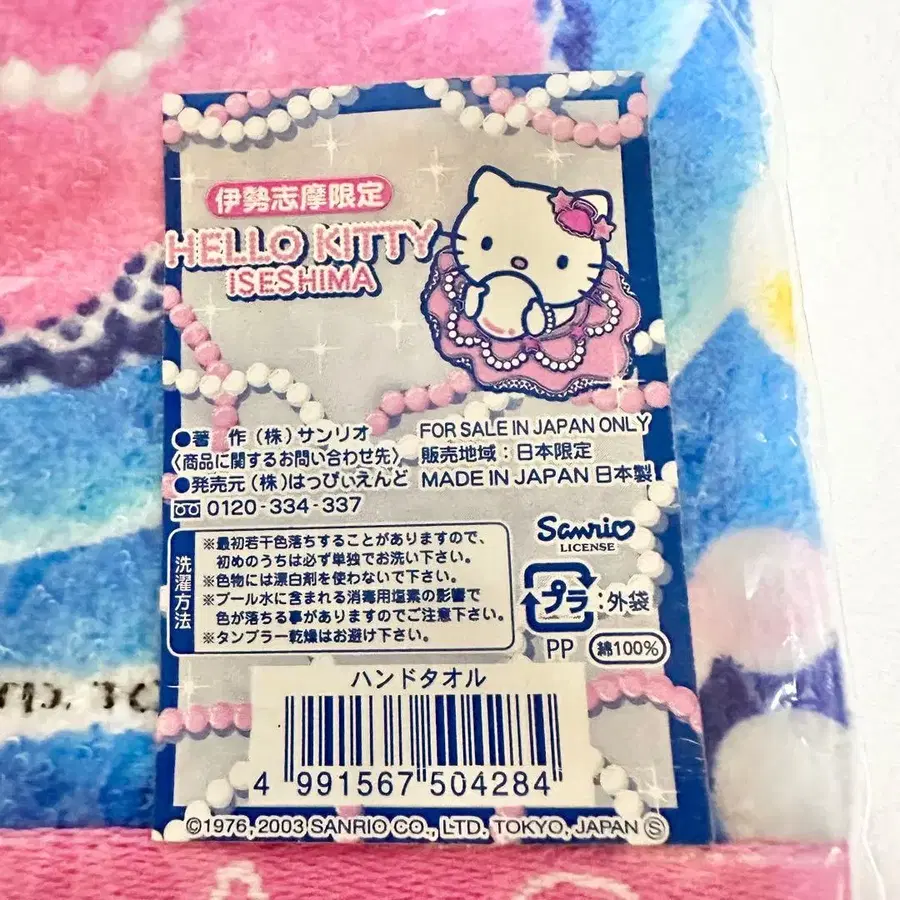 伊勢志摩限定
HELLO KITTY
ISESHIMA
●著 作 (株) サンリオ
〈商品に関するお問い合わせ先〉
●発売元 (株) はっぴぃえんど
0120-334-337
FOR SALE IN JAPAN ONLY
販売地域：日本限定
MADE IN JAPAN 日本製
洗濯方法
※最初若干色落ちすることがありますので、
初めのうちは必ず単独でお洗い下さい。
※色物には漂白剤を使わないで下さい。
※プール水に含まれる消毒用塩素の影響で
色が落ちる事がありますのでご注意下さい。
※タンブラー乾燥はお避け下さい。
Sanrio
LICENSE
プラ：外袋
PP 綿100%
ハンドタオル
4 991567 504284
©1976, 2003 SANRIO CO., LTD. TOKYO, JAPAN Ⓢ